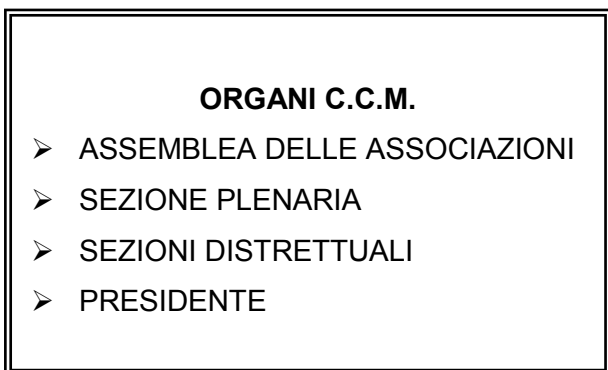 ORGANI C.C.M.
➢ ASSEMBLEA DELLE ASSOCIAZIONI
➢ SEZIONE PLENARIA
➢ SEZIONI DISTRETTUALI
➢ PRESIDENTE